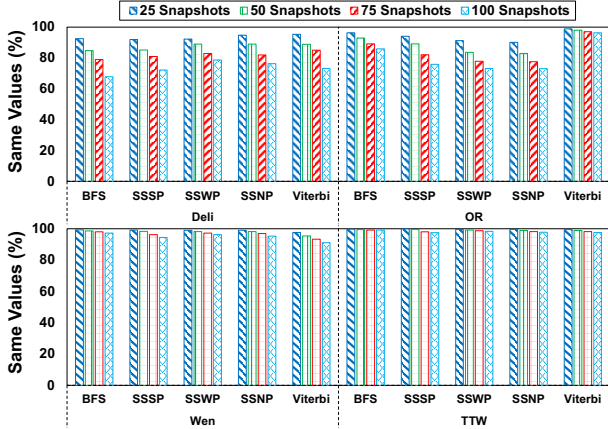 25 Snapshots 50 Snapshots 75 Snapshots 100 Snapshots
Same Values (%)
100
80
60
40
20
0
BFS SSSP SSWP SSNP Viterbi BFS SSSP SSWP SSNP Viterbi
Deli OR
Same Values (%)
100
80
60
40
20
0
BFS SSSP SSWP SSNP Viterbi BFS SSSP SSWP SSNP Viterbi
Wen TTW